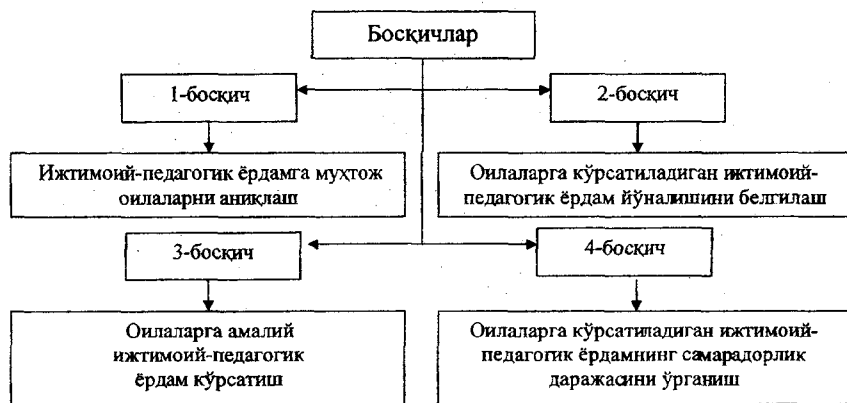 Босқичлар
1-босқич
2-босқич
Ижтимоий-педагогик ёрдамга муҳтож
оилаларни аниқлаш
Оилаларга кўрсатиладиган ижтимоий-
педагогик ёрдам йўналишини белгилаш
3-босқич
4-босқич
Оилаларга амалий
ижтимоий-педагогик
ёрдам кўрсатиш
Оилаларга кўрсатиладиган ижтимоий-
педагогик ёрдамнинг самарадорлик
даражасини ўрганиш